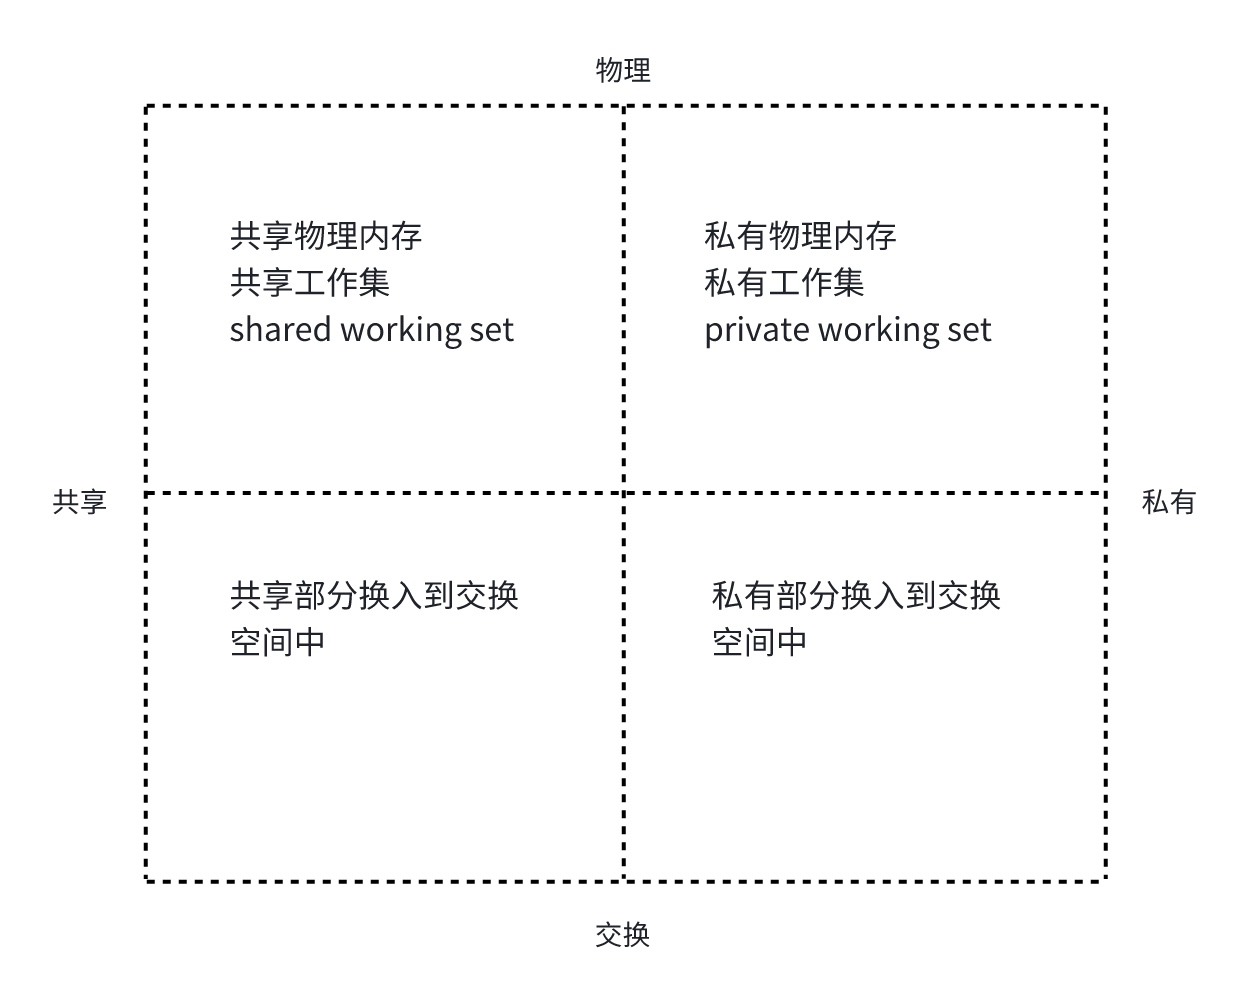 物理
共享物理内存
共享工作集
shared working set
私有物理内存
私有工作集
private working set
共享
私有
共享部分换入到交换
空间中
私有部分换入到交换
空间中
交换